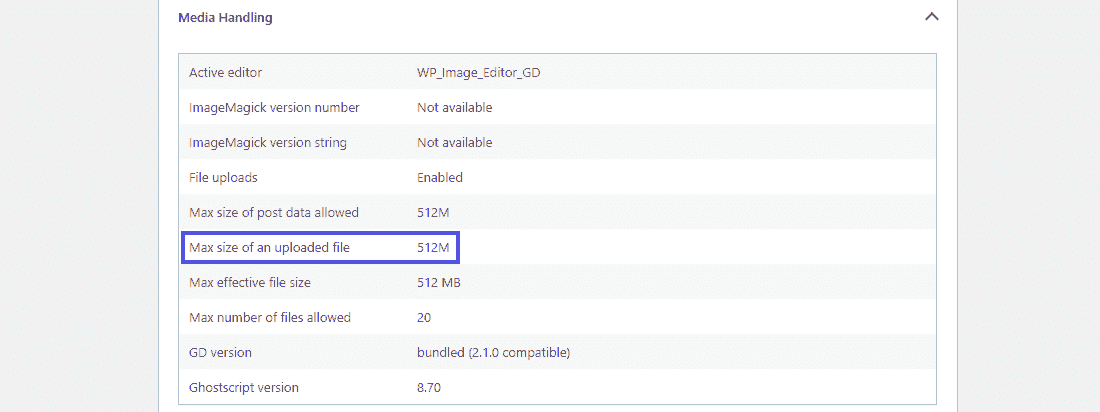 Media Handling
Active editor WP_Image_Editor_GD
ImageMagick version number Not available
ImageMagick version string Not available
File uploads Enabled
Max size of post data allowed 512M
Max size of an uploaded file 512M
Max effective file size 512 MB
Max number of files allowed 20
GD version bundled (2.1.0 compatible)
Ghostscript version 8.70